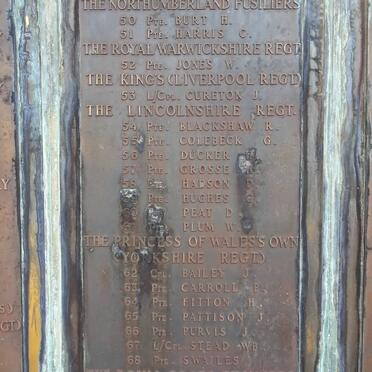 THE NORTHUMBERLAND FUSILIERS
50 Pte. BURT H.
51 Pte. HARRIS C.
THE ROYAL WARWICKSHIRE REGT
52 Pte. JONES W.
THE KING'S (LIVERPOOL REGT)
53 L/Cpl. CURETON J.
THE LINCOLNSHIRE REGT.
54 Pte. BLACKSHAW R.
55 Pte. COLEBECK G.
56 Pte. DUCKER
57 Pte. GROSSE
58 Pte. HADSON
Pte. HUGHES
PEAT D
PLUM W.
THE PRINCESS OF WALES'S OWN
(YORKSHIRE REGT)
62 Cpl. BAILEY J.
63 Pte. CARROLL P.
64 Pte. FITTON H.
65 Pte. PATTISON J.
66 Pte. PURVIS J.
67 L/Cpl. STEAD WB.
68 Pte. SWAILES